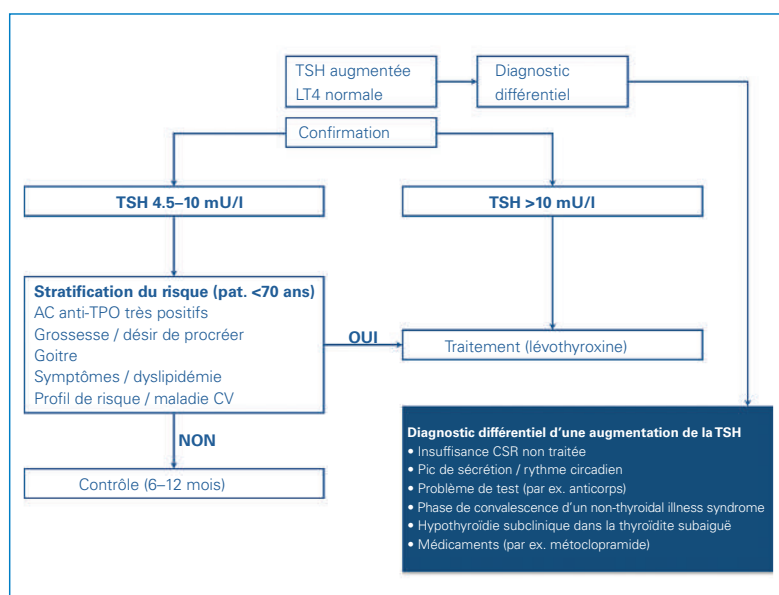 TSH augmentée
LT4 normale
Diagnostic
différentiel
Confirmation
TSH 4.5–10 mU/l
TSH >10 mU/l
Stratification du risque (pat. <70 ans)
AC anti-TPO très positifs
Grossesse / désir de procréer
Goitre
Symptômes / dyslipidémie
Profil de risque / maladie CV
OUI
Traitement (lévothyroxine)
NON
Contrôle (6–12 mois)
Diagnostic différentiel d'une augmentation de la TSH
• Insuffisance CSR non traitée
• Pic de sécrétion / rythme circadien
• Problème de test (par ex. anticorps)
• Phase de convalescence d'un non-thyroidal illness syndrome
• Hypothyroïdie subclinique dans la thyroïdite subaiguë
• Médicaments (par ex. métoclopramide)